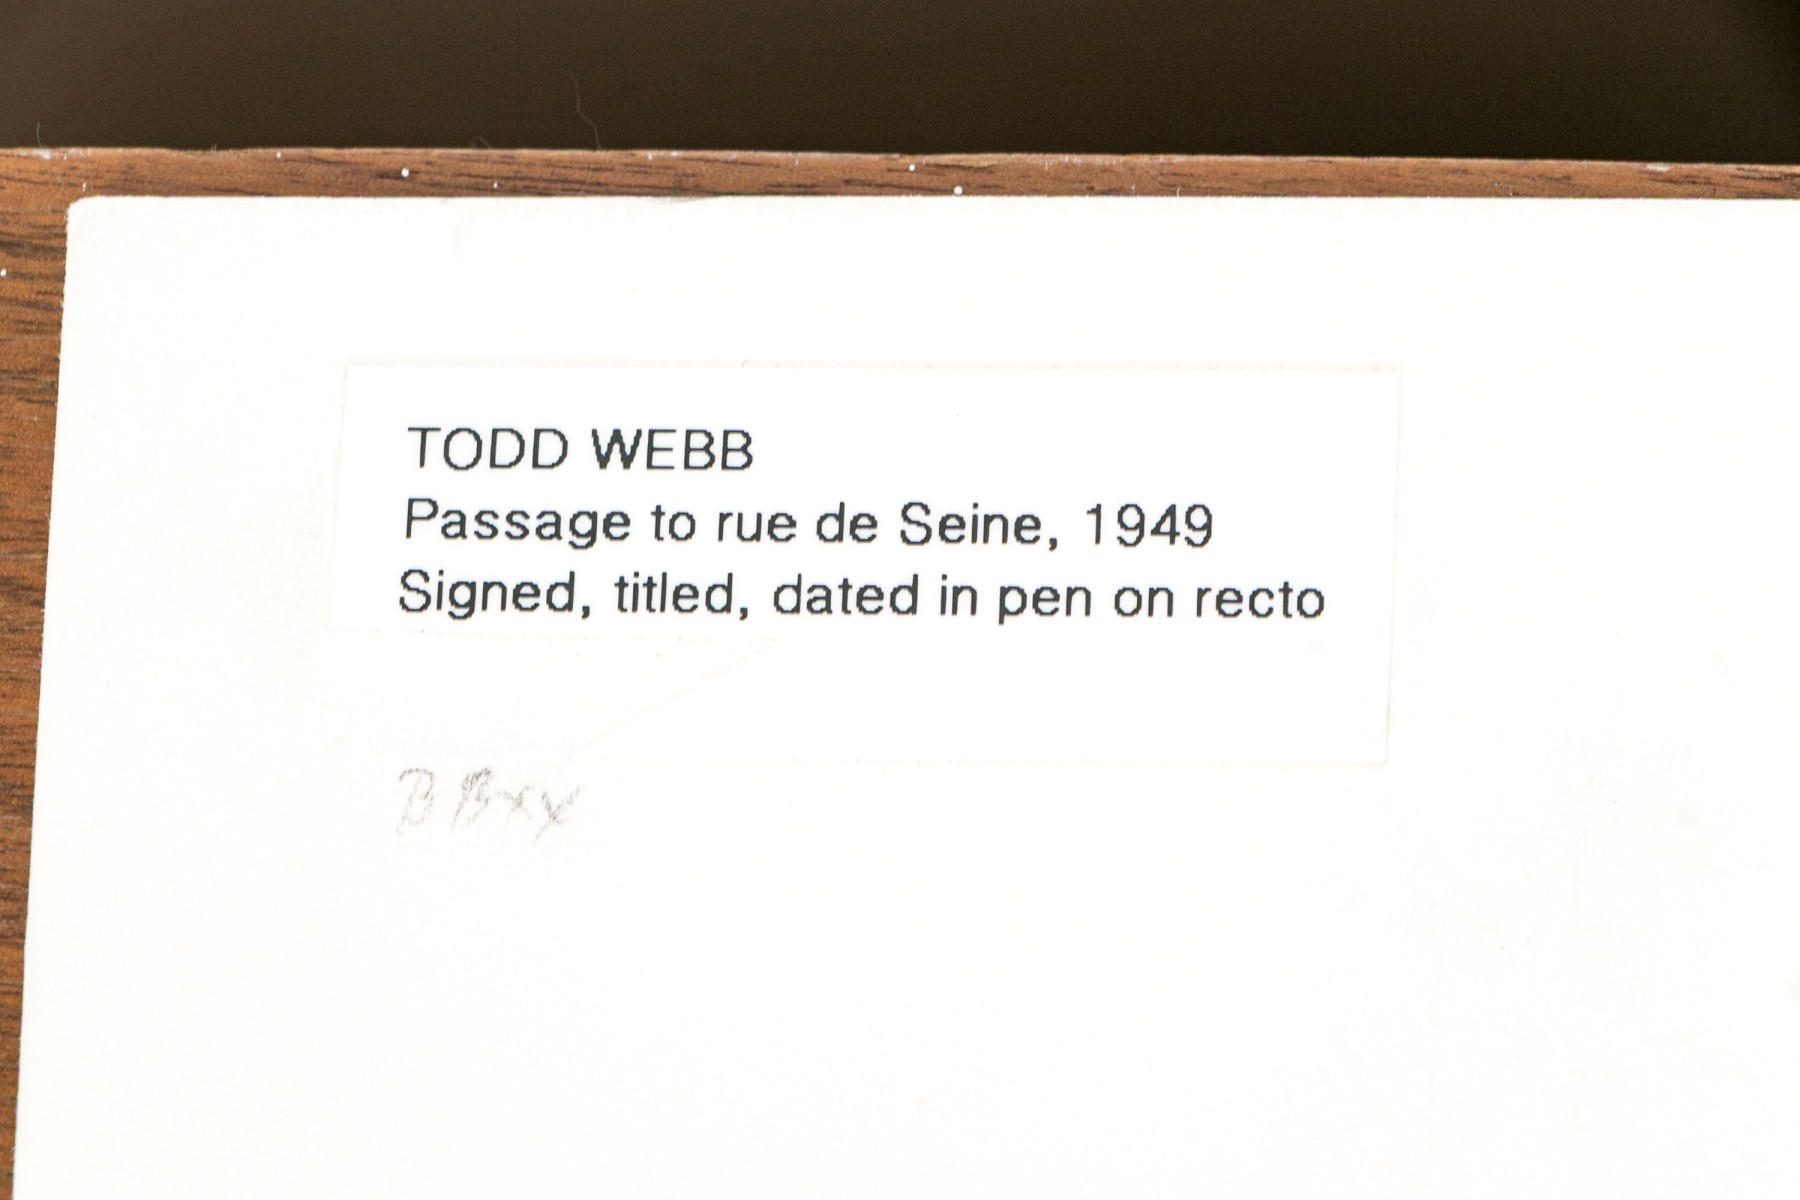 TODD WEBB
Passage to rue de Seine, 1949
Signed, titled, dated in pen on recto